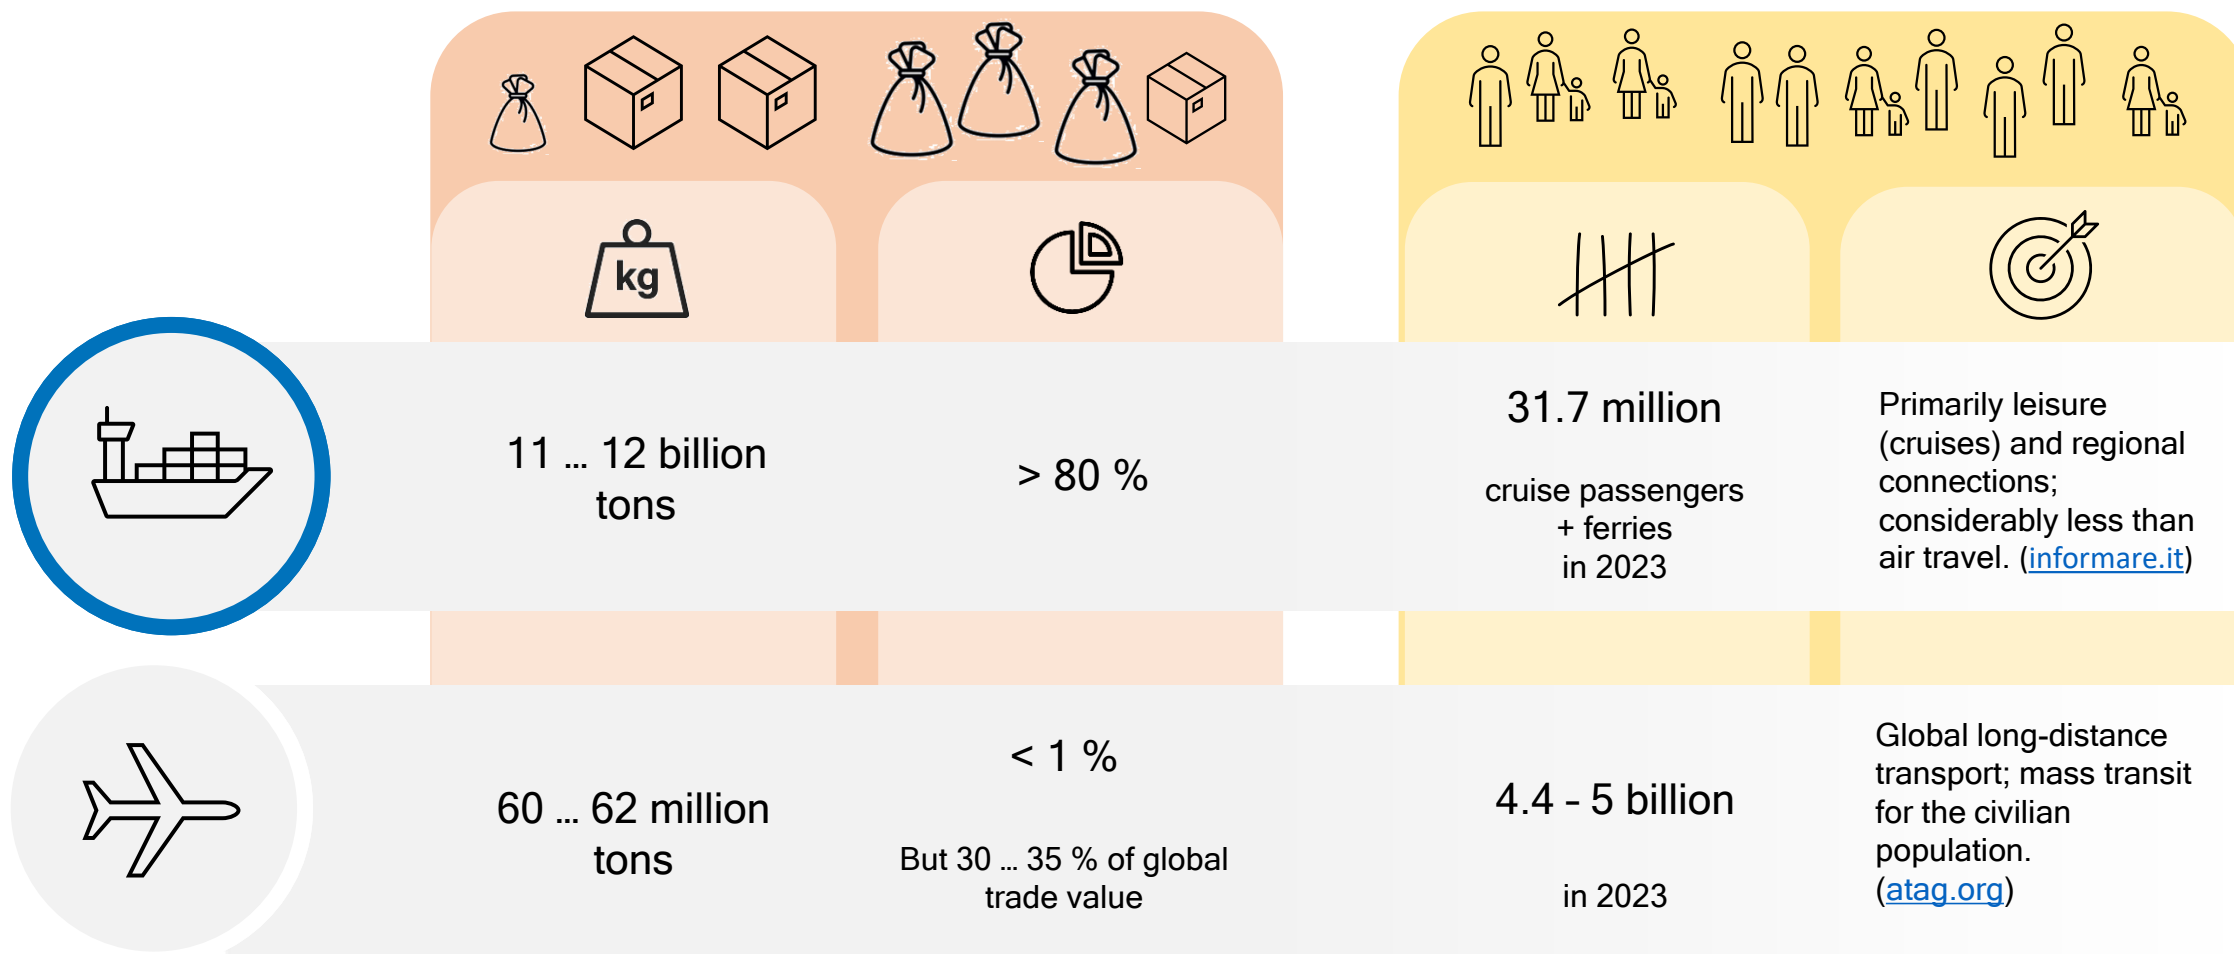 kg
11 ... 12 billion
tons
> 80 %
31.7 million
cruise passengers
+ ferries
in 2023
Primarily leisure
(cruises) and regional
connections;
considerably less than
air travel. (informare.it)
60 ... 62 million
tons
< 1 %
But 30 ... 35 % of global
trade value
4.4 - 5 billion
in 2023
Global long-distance
transport; mass transit
for the civilian
population.
(atag.org)